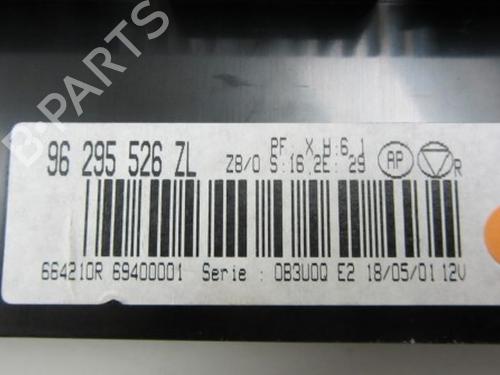 B-PARTS
96 295 526 ZL
PF: X H:6.1
Z8/0 S:16.2E: 29
AP
R
664210R 69400001 Serie : 0B3U0Q E2 18/05/01 12V